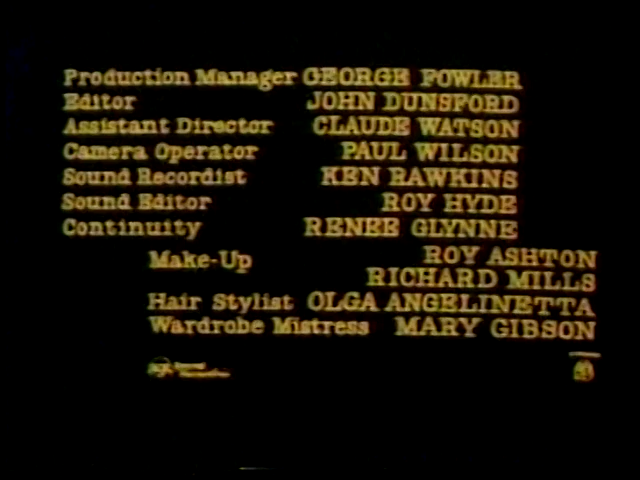 Production Manager GEORGE FOWLER
Editor JOHN DUNSFORD
Assistant Director CLAUDE WATSON
Camera Operator PAUL WILSON
Sound Recordist KEN RAWKINS
Sound Editor ROY HYDE
Continuity RENEE GLYNNE
Make-Up ROY ASHTON
RICHARD MILLS
Hair Stylist OLGA ANGELINETTA
Wardrobe Mistress MARY GIBSON